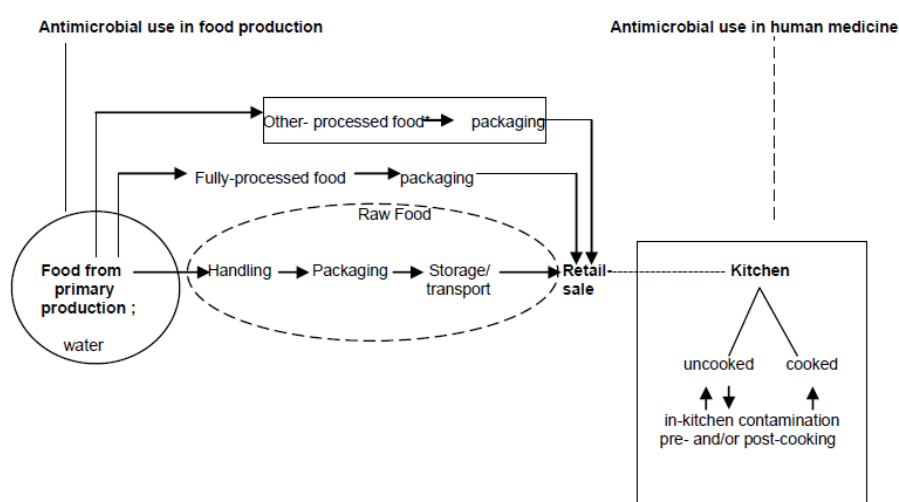 Antimicrobial use in food production
Antimicrobial use in human medicine
Other- processed food* packaging
Fully-processed food packaging
Raw Food
Food from
primary
production ;
water
Handling
Packaging
Storage/
transport
Retail-
sale
Kitchen
uncooked
cooked
in-kitchen contamination
pre- and/or post-cooking